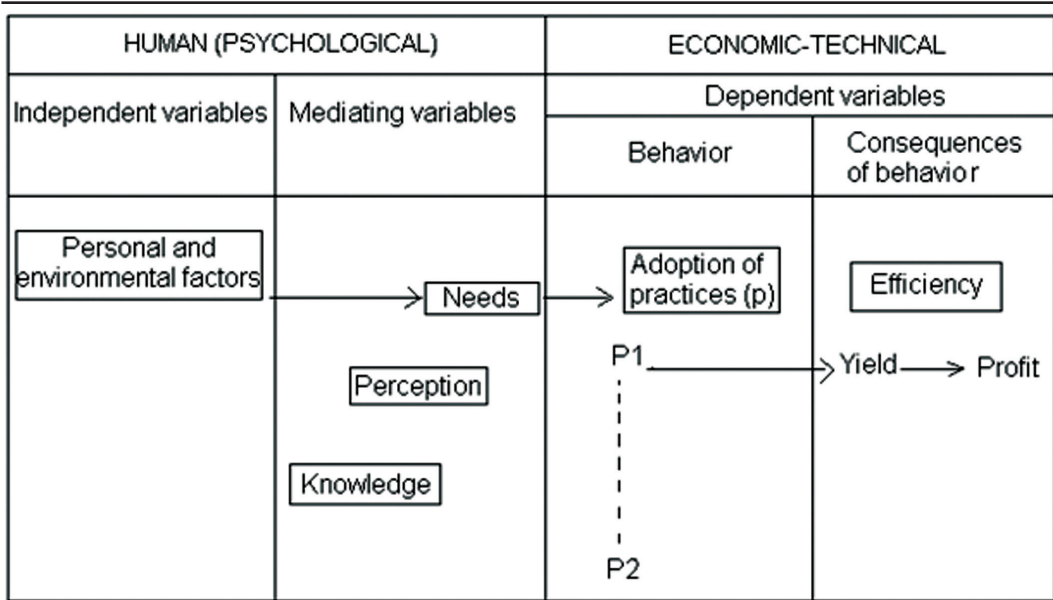 HUMAN (PSYCHOLOGICAL)
ECONOMIC-TECHNICAL
Independent variables
Mediating variables
Dependent variables
Behavior
Consequences
of behavior
Personal and
environmental factors
Needs
Perception
Knowledge
Adoption of
practices (p)
P1
P2
Efficiency
Yield
Profit